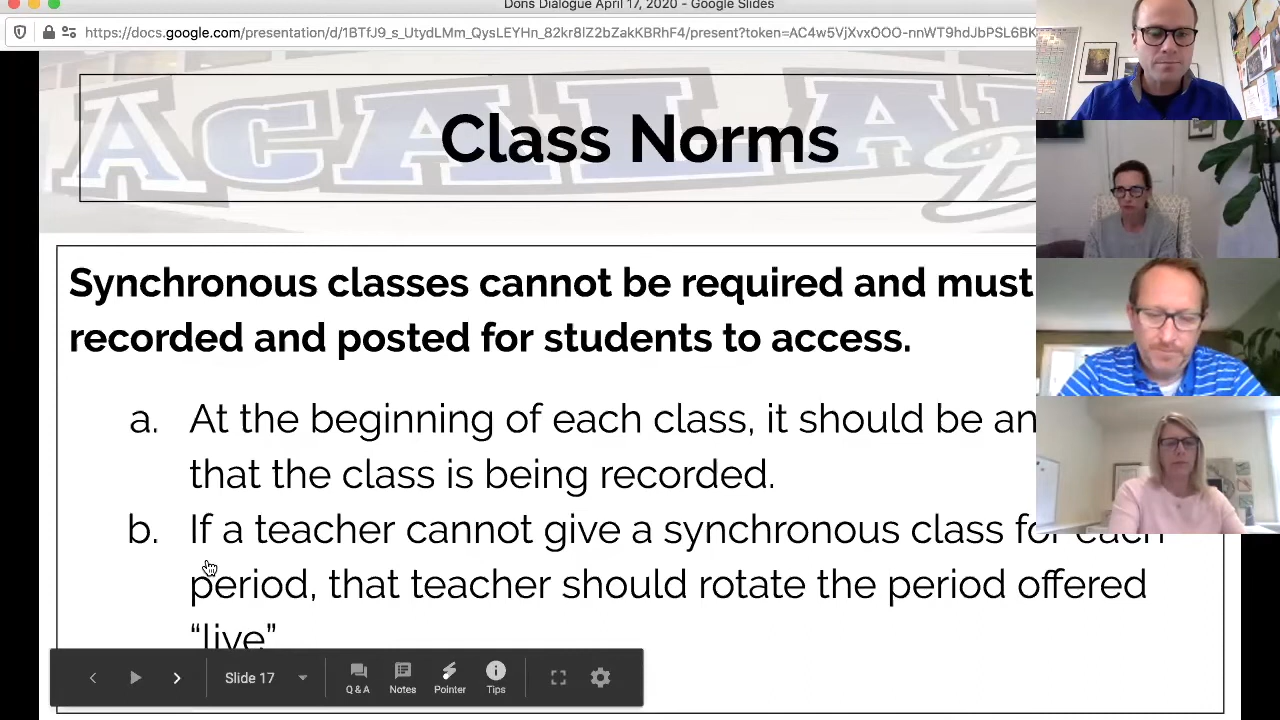 Dons Dialogue April 17, 2020 - Google Slides
https://docs.google.com/presentation/d/1BTfJ9_s_UtydLMm_QysLEYHn_82kr8lZ2bZakKBRhF4/present?token=AC4w5VjXvxOOO-nnWT9hdJbPSL6BK
ACALA
Class Norms
Synchronous classes cannot be required and must
recorded and posted for students to access.
a. At the beginning of each class, it should be an
that the class is being recorded.
b. If a teacher cannot give a synchronous class for each
period, that teacher should rotate the period offered
“live”
Slide 17
Q & A
Notes
Pointer
Tips